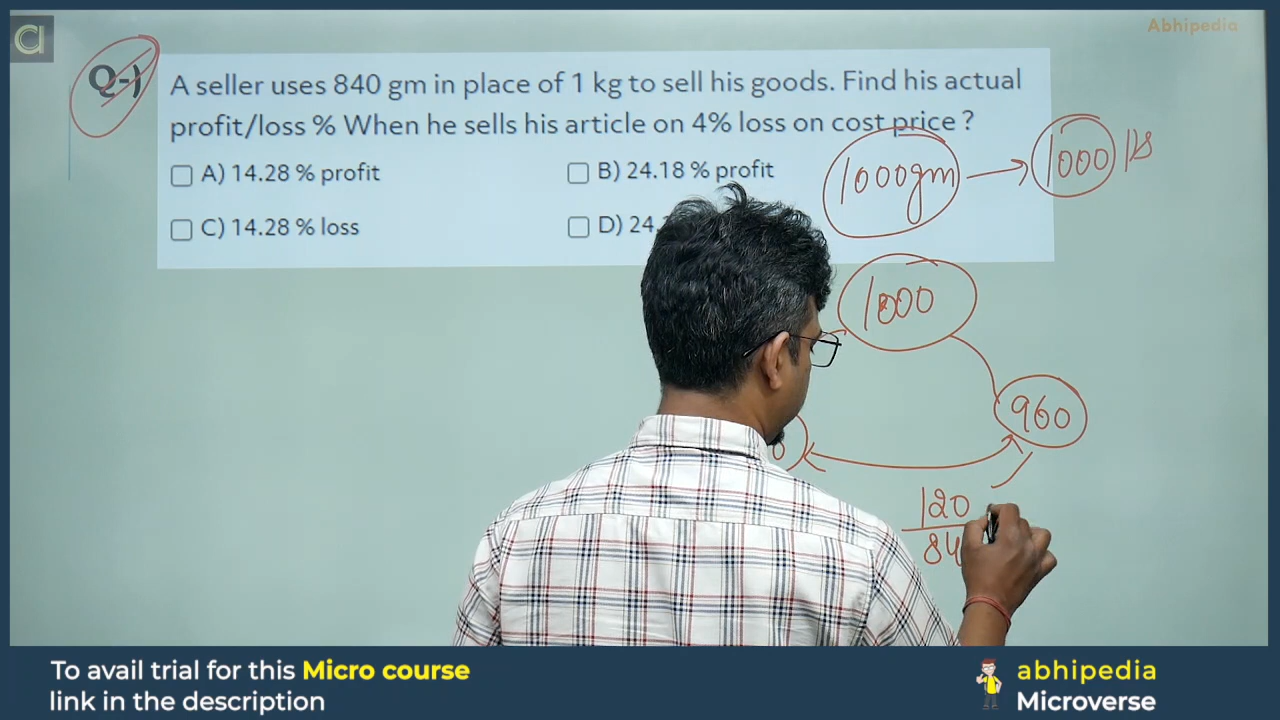 Abhipedia
Q-1
A seller uses 840 gm in place of 1 kg to sell his goods. Find his actual
profit/loss % When he sells his article on 4% loss on cost price ?
A) 14.28 % profit
B) 24.18 % profit
C) 14.28 % loss
D) 24.
1000gm → 1000 Rs
1000
960
0
120
84
To avail trial for this Micro course
link in the description
abhipedia
Microverse